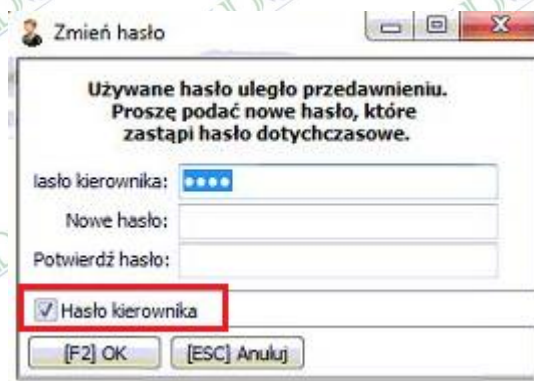 Zmień hasło
Używane hasło uległo przedawnieniu.
Proszę podać nowe hasło, które
zastąpi hasło dotychczasowe.
lasło kierownika:
Nowe hasło:
Potwierdź hasło:
Hasło kierownika
[F2] OK [ESC] Anuluj